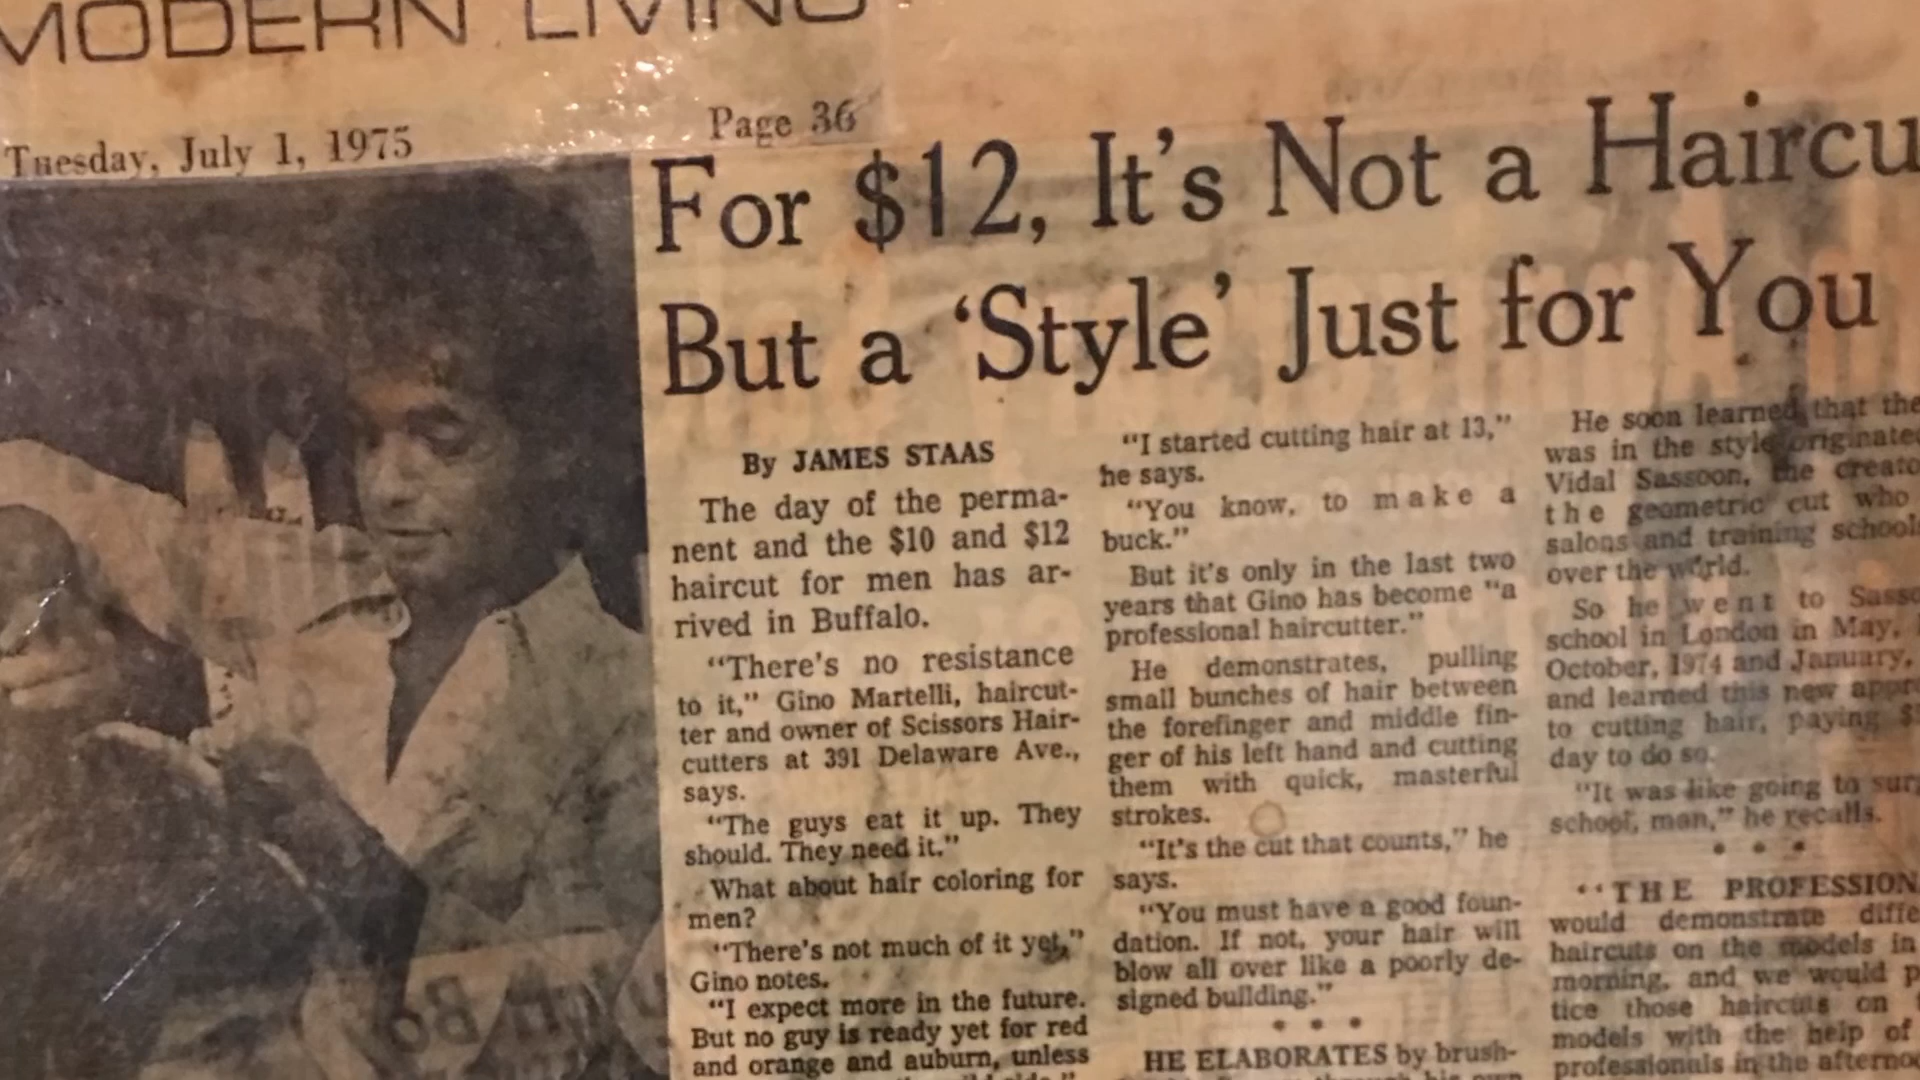 MODERN LIVING
Tuesday, July 1, 1975
Page 36
For $12, It's Not a Haircu
But a 'Style' Just for You
By JAMES STAAS
The day of the perma-
nent and the $10 and $12
haircut for men has ar-
rived in Buffalo.
"There's no resistance
to it," Gino Martelli, haircut-
ter and owner of Scissors Hair-
cutters at 391 Delaware Ave.,
says.
"The guys eat it up. They
should. They need it."
What about hair coloring for
men?
"There's not much of it yet,"
Gino notes.
"I expect more in the future.
But no guy is ready yet for red
and orange and auburn, unless
"I started cutting hair at 13,"
he says.
"You know, to make a
buck."
But it's only in the last two
years that Gino has become "a
professional haircutter."
He demonstrates, pulling
small bunches of hair between
the forefinger and middle fin-
ger of his left hand and cutting
them with quick, masterful
strokes.
"It's the cut that counts," he
says.
"You must have a good foun-
dation. If not, your hair will
blow all over like a poorly de-
signed building."
• • •
HE ELABORATES by brush-
He soon learned that the
was in the style originate
Vidal Sassoon, the creato
the geometric cut who
salons and training school
over the world.
So he went to Sasso
school in London in May,
October, 1974 and January,
and learned this new appr
to cutting hair, paying $
day to do so.
"It was like going to sur
school, man," he recalls.
• • •
"THE PROFESSION
would demonstrate diffe
haircuts on the models in
morning, and we would p
tice those haircuts on
models with the help of
professionals in the afterno